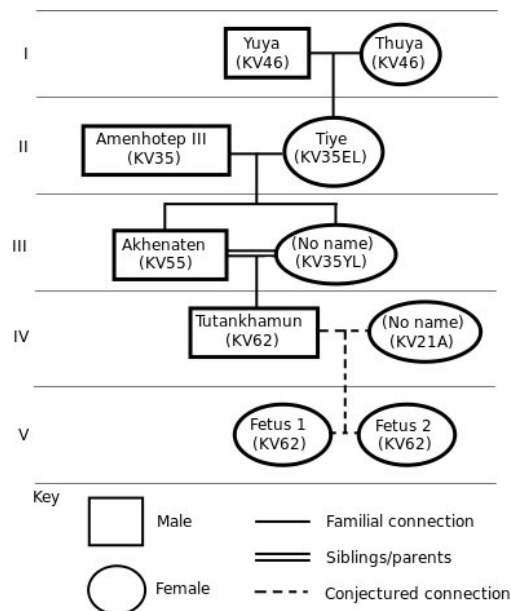 I
Yuya
(KV46)
Thuya
(KV46)
II
Amenhotep III
(KV35)
Tiye
(KV35EL)
III
Akhenaten
(KV55)
(No name)
(KV35YL)
IV
Tutankhamun
(KV62)
(No name)
(KV21A)
V
Fetus 1
(KV62)
Fetus 2
(KV62)
Key
Male
Familial connection
Siblings/parents
Female
Conjectured connection